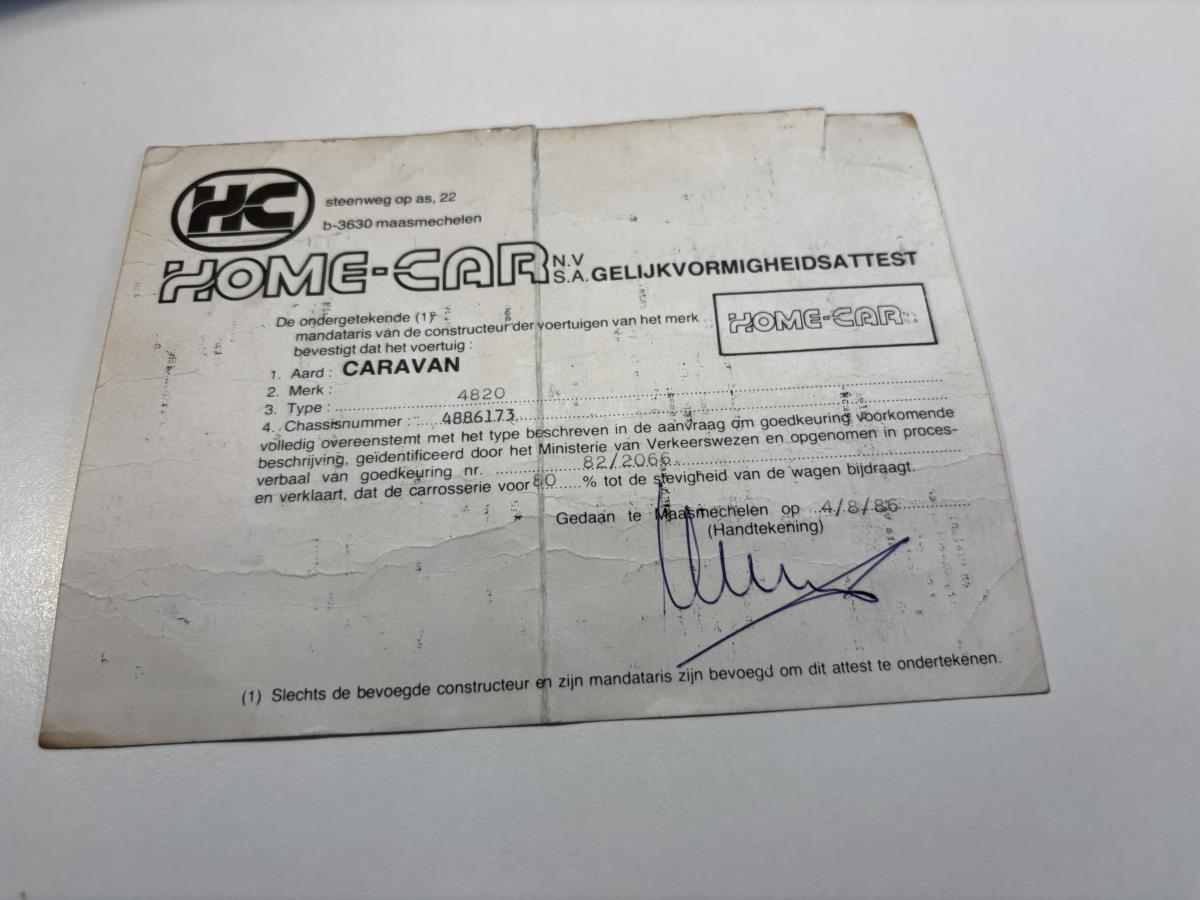 HC
steenweg op as, 22
b-3630 maasmechelen
HOME-CAR N.V S.A. GELIJKVORMIGHEIDSATTEST
De ondergetekende (1)
mandataris van de constructeur der voertuigen van het merk
HOME-CAR N.V S.A
bevestigt dat het voertuig :
1. Aard : CARAVAN
2. Merk :
3. Type : 4820
4. Chassisnummer : 4886173
volledig overeenstemt met het type beschreven in de aanvraag om goedkeuring voorkomende
beschrijving, geïdentificeerd door het Ministerie van Verkeerswezen en opgenomen in proces-
verbaal van goedkeuring nr. 82/2066
en verklaart, dat de carrosserie voor 80 % tot de stevigheid van de wagen bijdraagt.
Gedaan te Maasmechelen op 4/8/86
(Handtekening)
(1) Slechts de bevoegde constructeur en zijn mandataris zijn bevoegd om dit attest te ondertekenen.